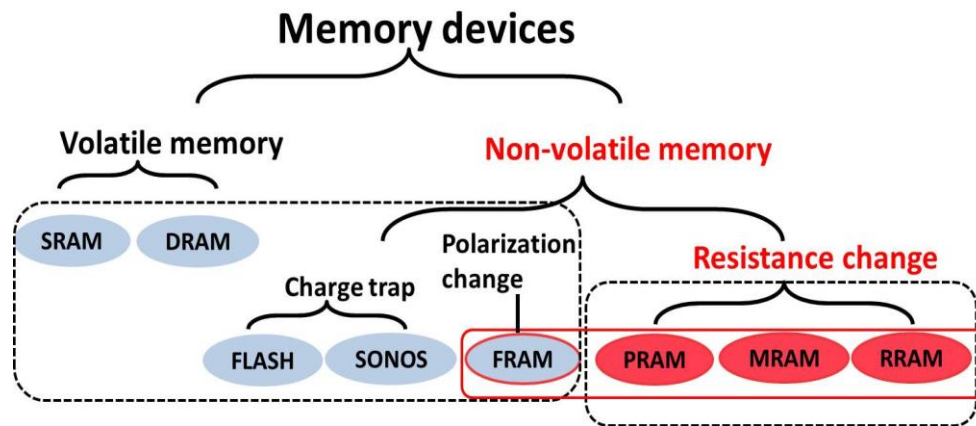 Memory devices
Volatile memory
Non-volatile memory
SRAM
DRAM
Polarization
change
Resistance change
Charge trap
FLASH
SONOS
FRAM
PRAM
MRAM
RRAM